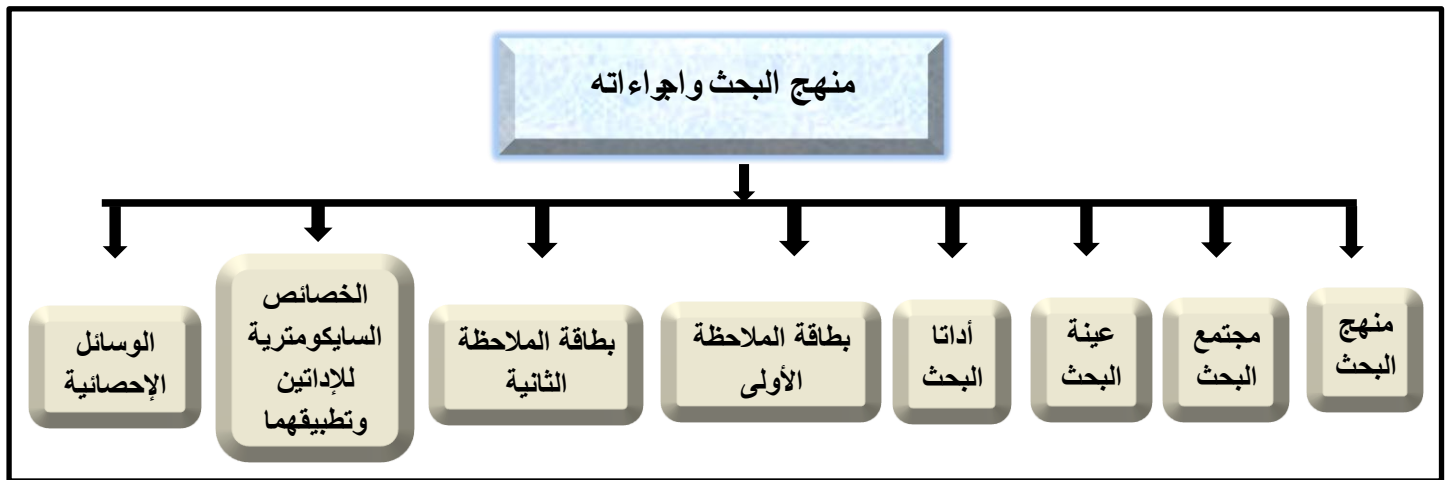 منهج البحث واجراءاته
منهج
البحث
مجتمع
البحث
عينة
البحث
أداتا
البحث
بطاقة الملاحظة
الأولى
بطاقة الملاحظة
الثانية
الخصائص
السايكومترية
للإداتين
وتطبيقهما
الوسائل
الإحصائية